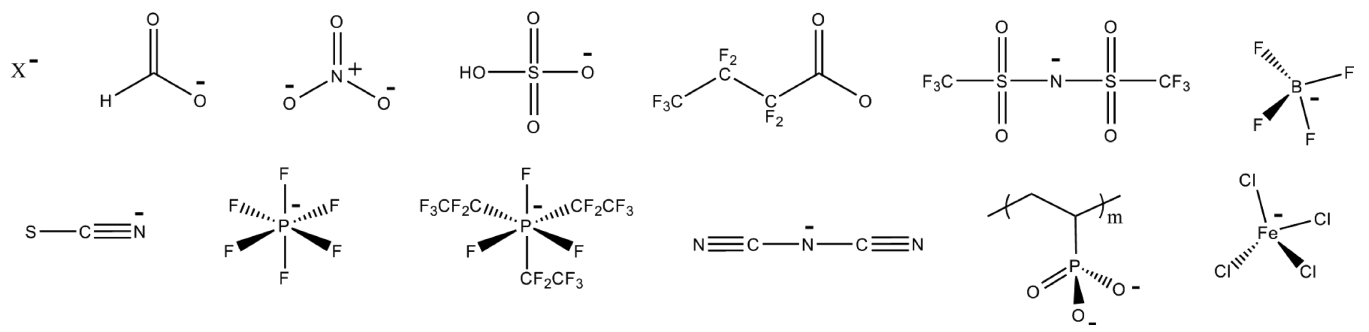 X-
O
H O-
O
N+
-O O-
O
HO S O-
O
F2
F3C C C O
C
F2 O
O O
F3C S N- S CF3
O O
F
F
B-
F F
S C N-
F
F F
P-
F F
F
F
F3CF2C CF2CF3
P-
F F
CF2CF3
N C N- C N
m
P
O O-
O-
Cl
Fe- Cl
Cl Cl